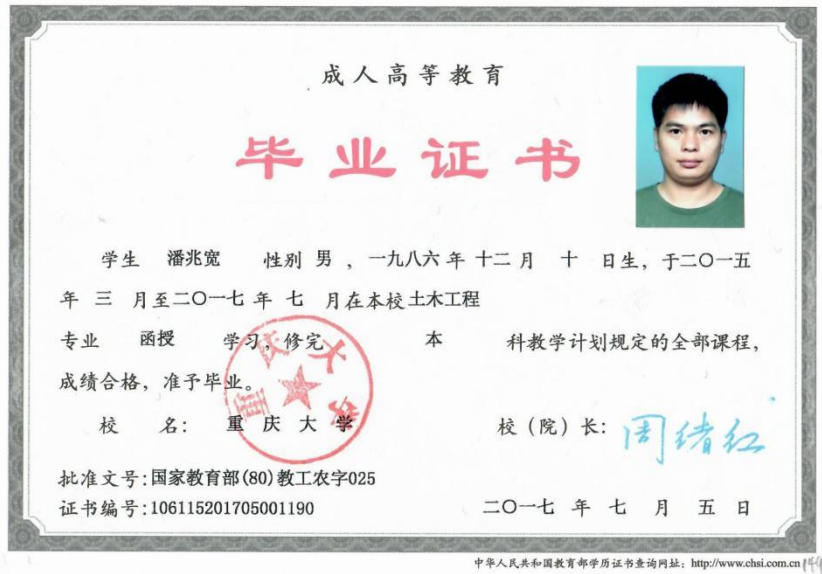 成人高等教育
毕业证书
学生 潘兆宽 性别 男 ，一九八六 年 十二 月 十 日生，于二〇一五
年 三 月至二〇一七 年 七 月在本校 土木工程
专业 函授 学习，修完 本 科教学计划规定的全部课程，
成绩合格，准予毕业。
重庆大学
校 名： 重 庆 大 学 校（院）长： 周绪红
批准文号：国家教育部(80)教工农字025
证书编号：106115201705001190 二〇一七 年 七 月 五 日
中华人民共和国教育部学历证书查询网址：http://www.chsi.com.cn